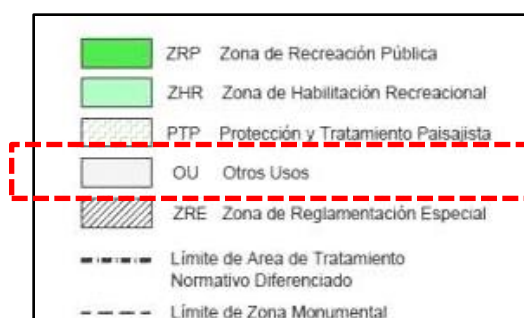 ZRP Zona de Recreación Pública
ZHR Zona de Habilitación Recreacional
PTP Protección y Tratamiento Paisajista
OU Otros Usos
ZRE Zona de Reglamentación Especial
Límite de Area de Tratamiento
Normativo Diferenciado
Límite de Zona Monumental